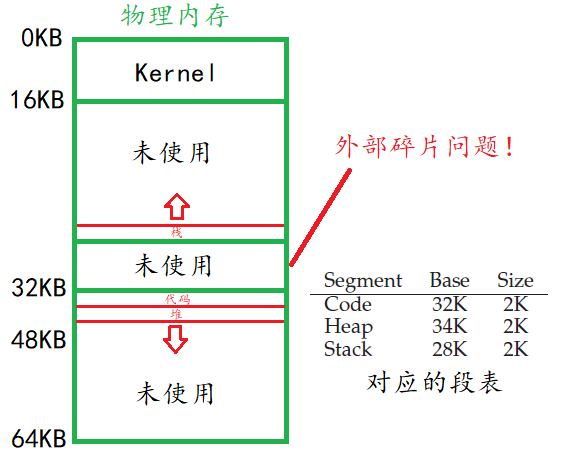 物理内存
0KB
Kernel
16KB
未使用
外部碎片问题！
栈
未使用
32KB
代码
堆
48KB
未使用
64KB
Segment Base Size
Code 32K 2K
Heap 34K 2K
Stack 28K 2K
对应的段表